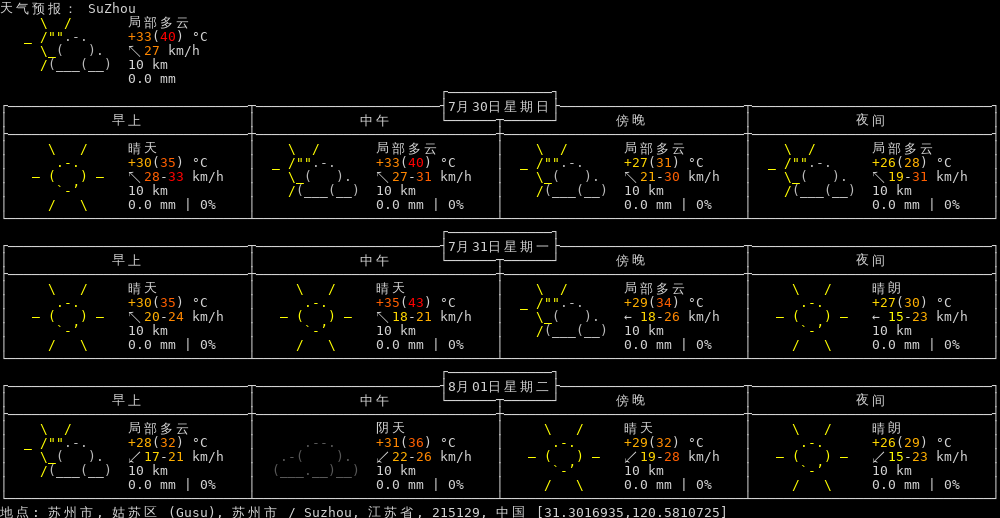 天气预报: SuZhou
局部多云
+33(40) °C
↖ 27 km/h
10 km
0.0 mm
7月30日星期日
早上 中午 傍晚 夜间
晴天 局部多云 局部多云 局部多云
+30(35) °C +33(40) °C +27(31) °C +26(28) °C
↖ 28-33 km/h ↖ 27-31 km/h ↖ 21-30 km/h ↖ 19-31 km/h
10 km 10 km 10 km 10 km
0.0 mm | 0% 0.0 mm | 0% 0.0 mm | 0% 0.0 mm | 0%
7月31日星期一
早上 中午 傍晚 夜间
晴天 晴天 局部多云 晴朗
+30(35) °C +35(43) °C +29(34) °C +27(30) °C
↖ 20-24 km/h ↖ 18-21 km/h ← 18-26 km/h ← 15-23 km/h
10 km 10 km 10 km 10 km
0.0 mm | 0% 0.0 mm | 0% 0.0 mm | 0% 0.0 mm | 0%
8月01日星期二
早上 中午 傍晚 夜间
局部多云 阴天 晴天 晴朗
+28(32) °C +31(36) °C +29(32) °C +26(29) °C
↙ 17-21 km/h ↙ 22-26 km/h ↙ 19-28 km/h ↙ 15-23 km/h
10 km 10 km 10 km 10 km
0.0 mm | 0% 0.0 mm | 0% 0.0 mm | 0% 0.0 mm | 0%
地点: 苏州市, 姑苏区 (Gusu), 苏州市 / Suzhou, 江苏省, 215129, 中国 [31.3016935,120.5810725]